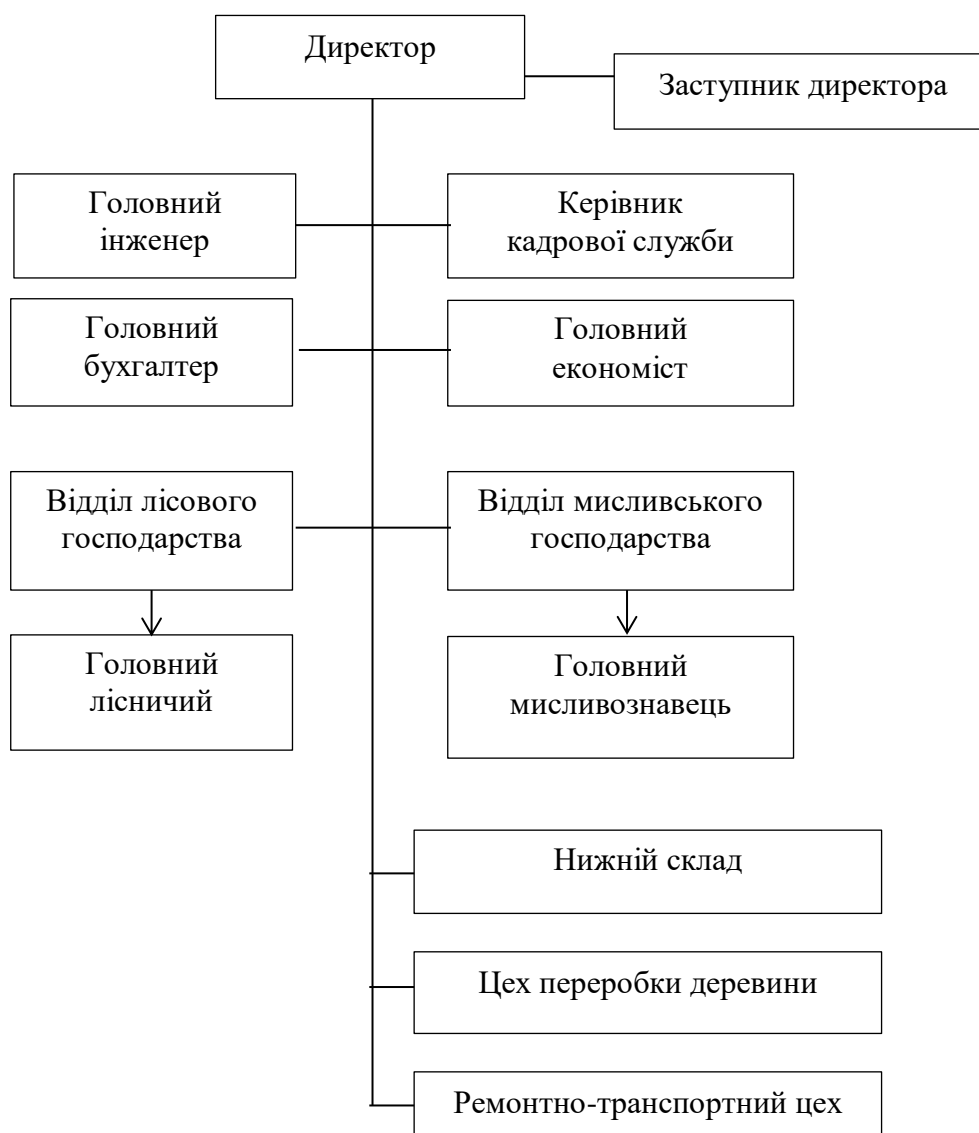 Директор
Заступник директора
Головний
інженер
Керівник
кадрової служби
Головний
бухгалтер
Головний
економіст
Відділ лісового
господарства
Відділ мисливського
господарства
Головний
лісничий
Головний
мисливознавець
Нижній склад
Цех переробки деревини
Ремонтно-транспортний цех